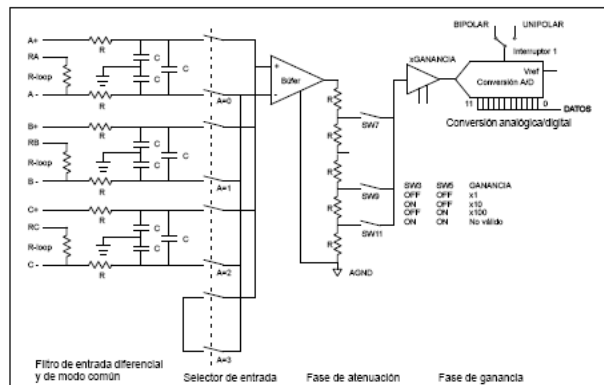 A+
RA
R-loop
A -
R
R
C
C
C
A=0
B+
RB
R-loop
B -
R
R
C
C
C
A=1
C+
RC
R-loop
C -
R
R
C
C
C
A=2
A=3
+
-
Búfer
R
R
R
R
R
SW7
SW9
SW11
AGND
xGANANCIA
BIPOLAR
UNIPOLAR
Interruptor 1
Vref
Conversión A/D
11
0
DATOS
Conversión analógica/digital
SW3 SW5 GANANCIA
OFF OFF x1
ON OFF x10
OFF ON x100
ON ON No válido
Filtro de entrada diferencial
y de modo común
Selector de entrada
Fase de atenuación
Fase de ganancia